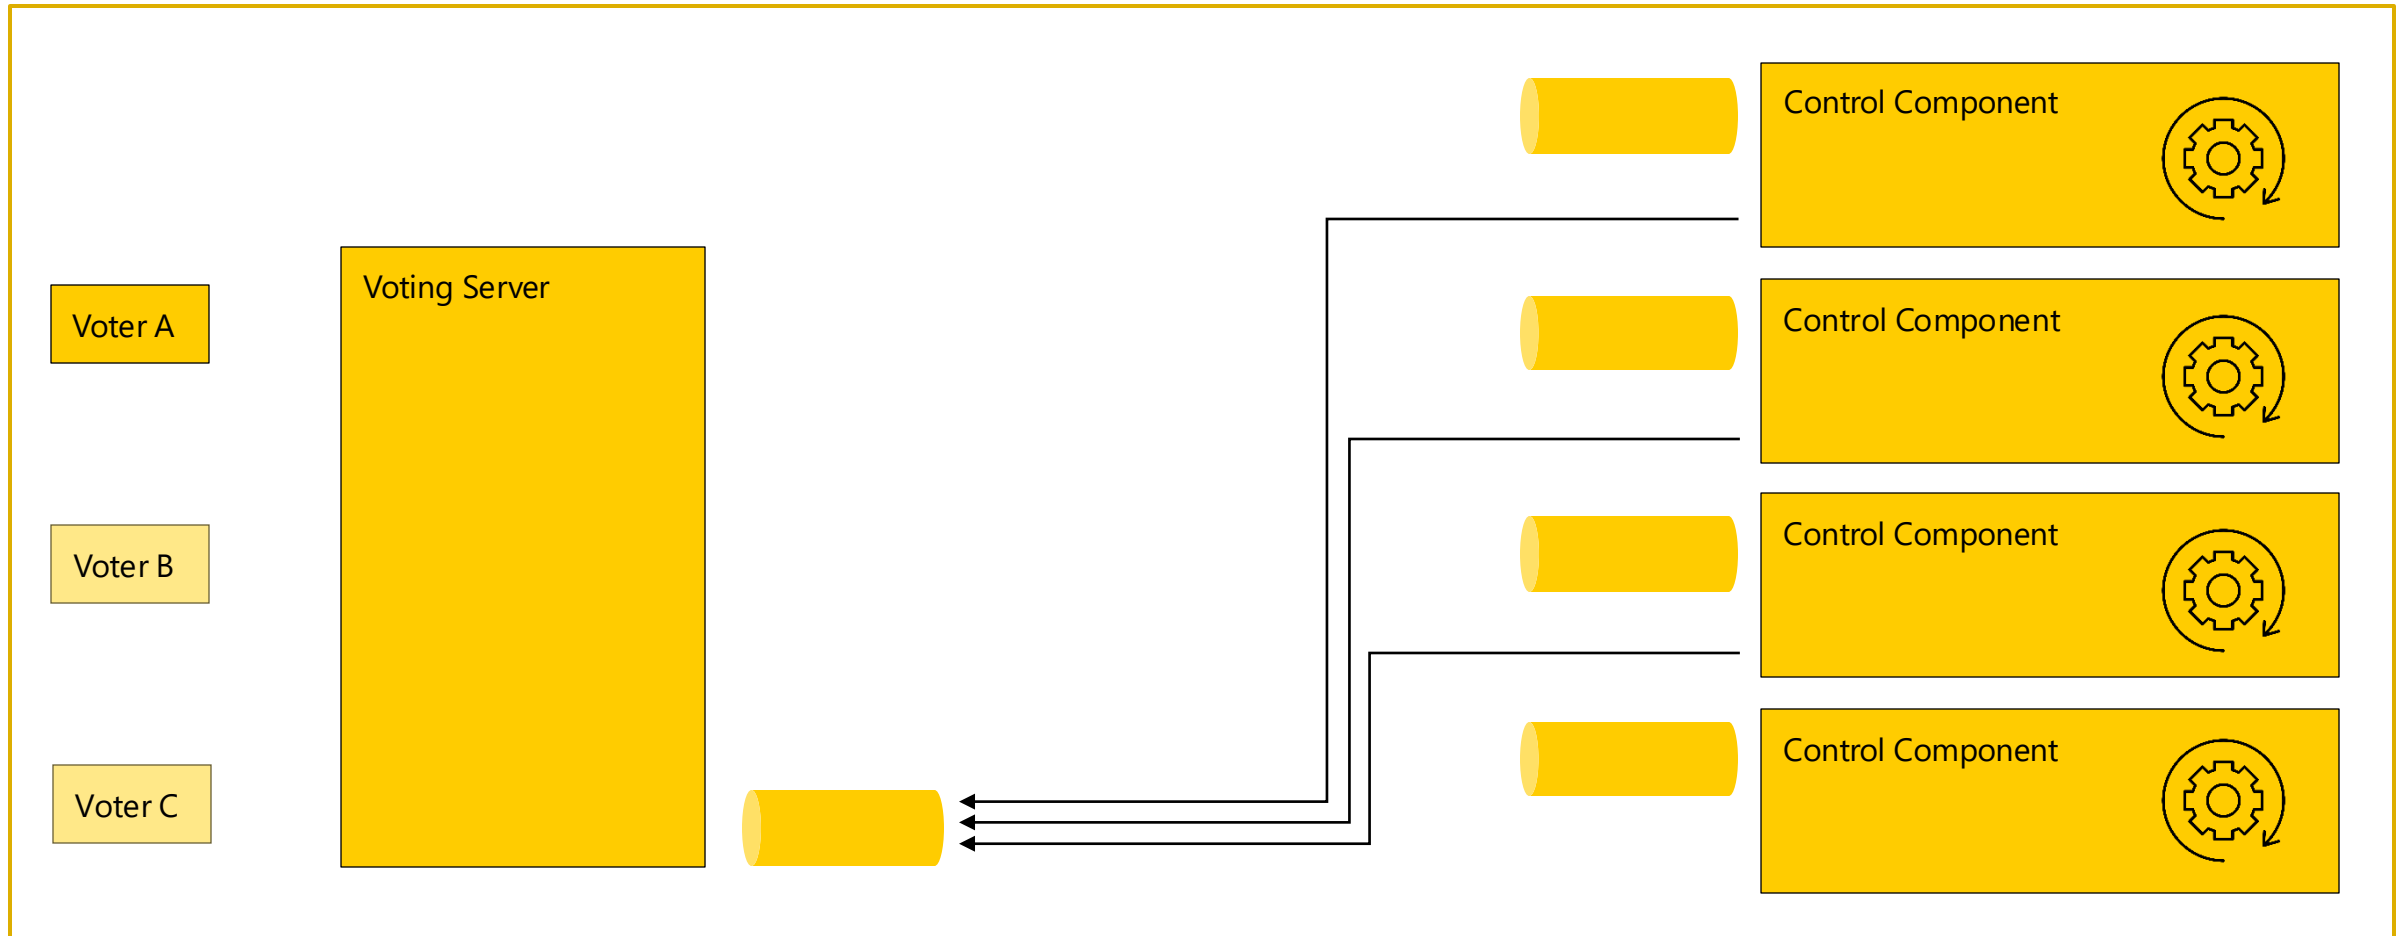 Voter A
Voter B
Voter C
Voting Server
Control Component
Control Component
Control Component
Control Component